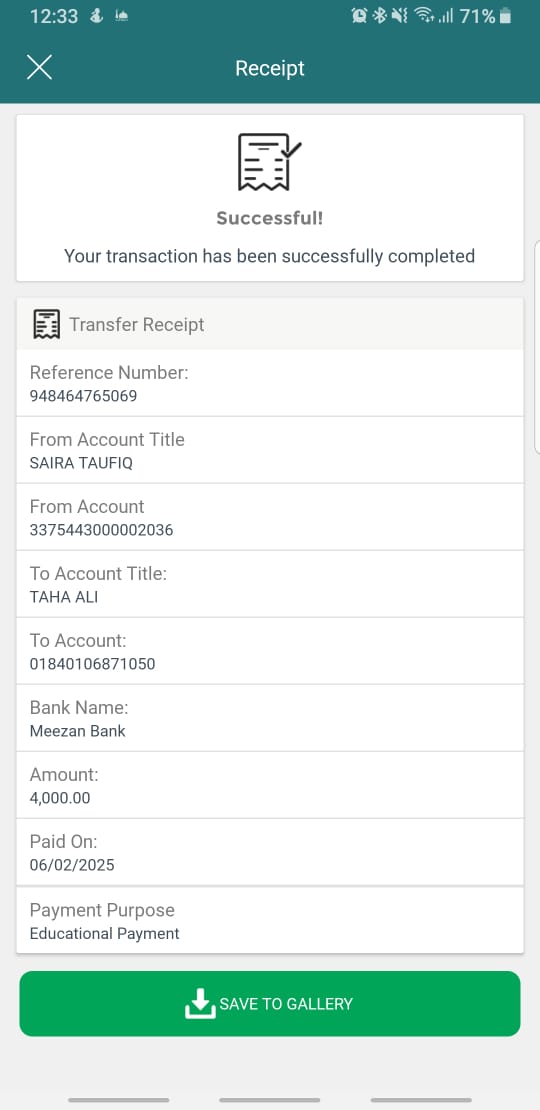 12:33
71%
Receipt
Successful!
Your transaction has been successfully completed
Transfer Receipt
Reference Number:
948464765069
From Account Title
SAIRA TAUFIQ
From Account
3375443000002036
To Account Title:
TAHA ALI
To Account:
01840106871050
Bank Name:
Meezan Bank
Amount:
4,000.00
Paid On:
06/02/2025
Payment Purpose
Educational Payment
SAVE TO GALLERY